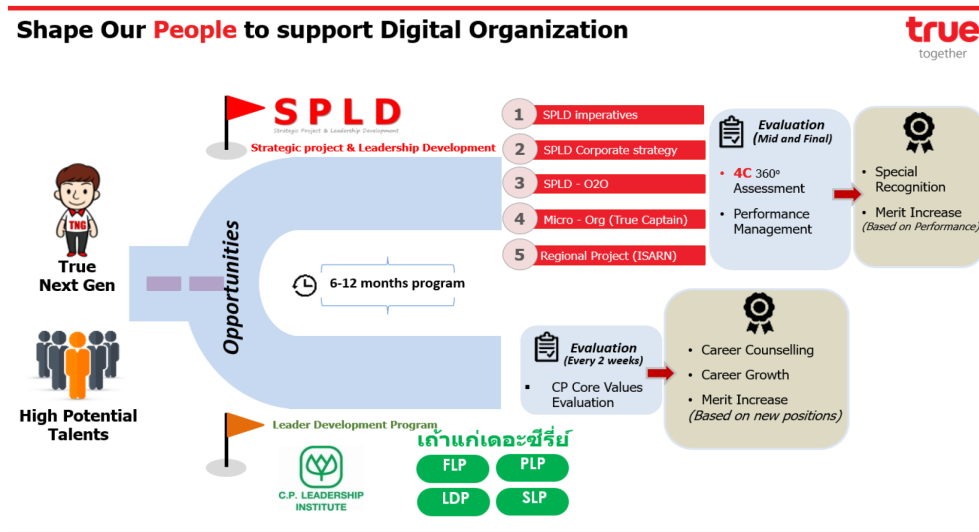 Shape Our People to support Digital Organization
true
together
SPLD
Strategic Project & Leadership Development
Strategic project & Leadership Development
TNG
True
Next Gen
High Potential
Talents
Opportunities
6-12 months program
1 SPLD imperatives
2 SPLD Corporate strategy
3 SPLD - O2O
4 Micro - Org (True Captain)
5 Regional Project (ISARN)
Evaluation
(Mid and Final)
• 4C 360º
Assessment
• Performance
Management
• Special
Recognition
• Merit Increase
(Based on Performance)
Evaluation
(Every 2 weeks)
▪ CP Core Values
Evaluation
• Career Counselling
• Career Growth
• Merit Increase
(Based on new positions)
Leader Development Program
C.P. LEADERSHIP
INSTITUTE
เถ้าแก่เดอะซีรี่ย์
FLP PLP
LDP SLP